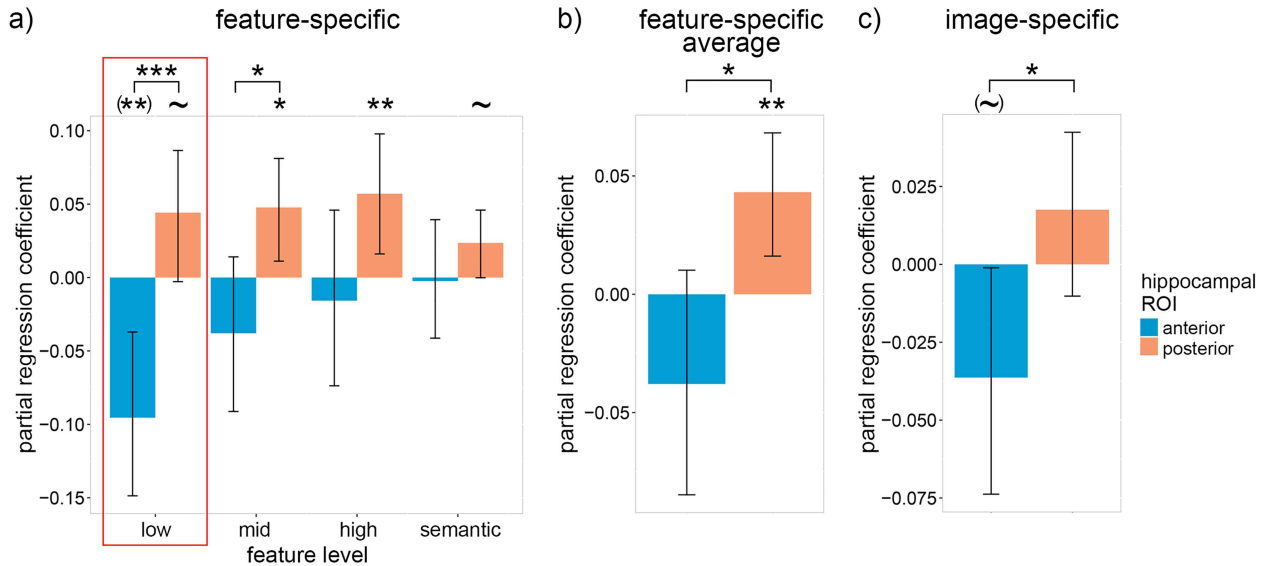 a) feature-specific
*** *
(**) ~ * ** ~
0.10
0.05
0.00
−0.05
−0.10
−0.15
partial regression coefficient
low mid high semantic
feature level
b) feature-specific
average
*
**
0.05
0.00
−0.05
partial regression coefficient
c) image-specific
*
(~)
0.025
0.000
−0.025
−0.050
−0.075
partial regression coefficient
hippocampal
ROI
anterior
posterior